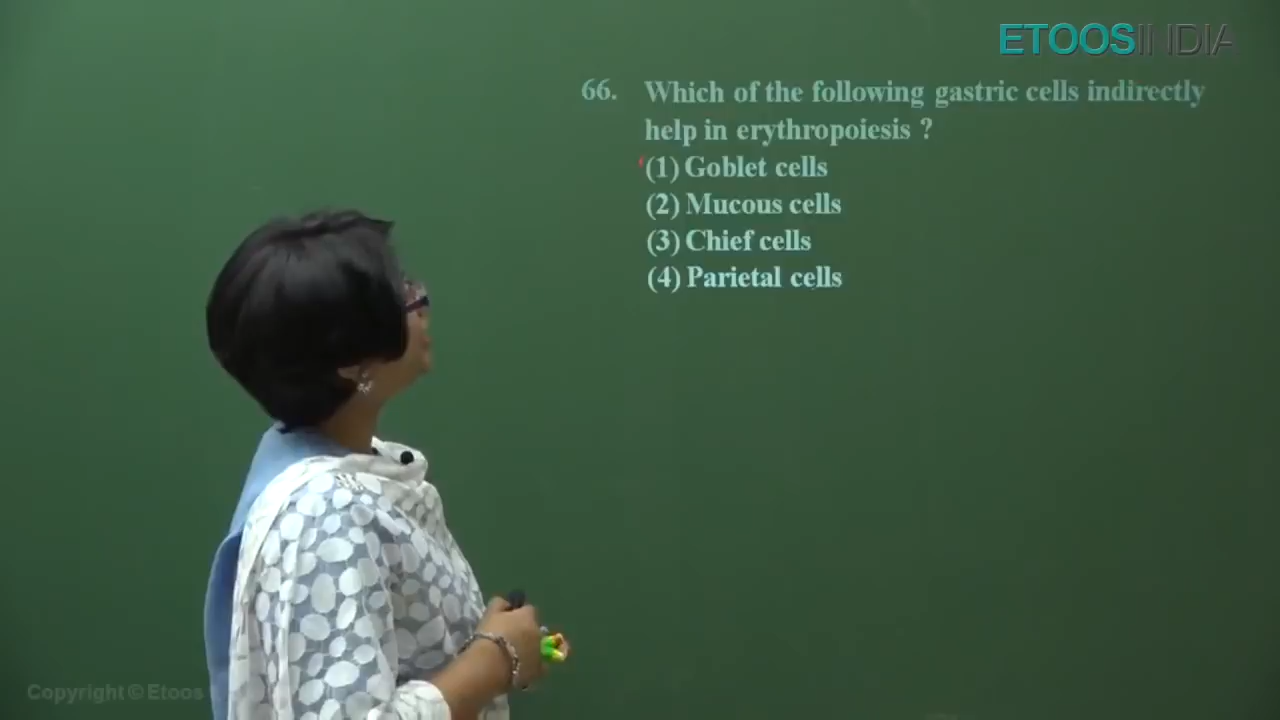 ETOOSINDIA
66. Which of the following gastric cells indirectly
help in erythropoiesis ?
(1) Goblet cells
(2) Mucous cells
(3) Chief cells
(4) Parietal cells
Copyright © Etoos